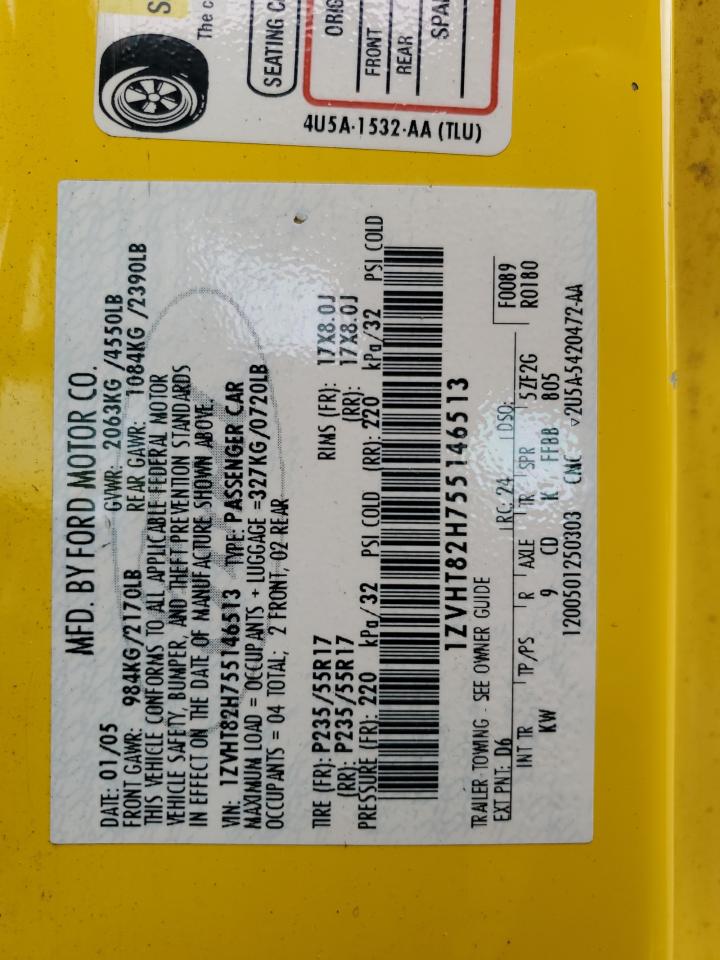 S
The c
SEATING C
ORIG
FRONT
REAR
SPA
4U5A-1532-AA (TLU)
MFD. BY FORD MOTOR CO.
DATE: 01/05 GVWR: 2063KG /4550LB
FRONT GAWR: 984KG/2170LB REAR GAWR: 1084KG /2390LB
THIS VEHICLE CONFORMS TO ALL APPLICABLE FEDERAL MOTOR
VEHICLE SAFETY, BUMPER, AND THEFT PREVENTION STANDARDS
IN EFFECT ON THE DATE OF MANUFACTURE SHOWN ABOVE.
VIN: 1ZVHT82H755146513 TYPE: PASSENGER CAR
MAXIMUM LOAD = OCCUPANTS + LUGGAGE =327KG/0720LB
OCCUPANTS = 04 TOTAL; 2 FRONT, 02 REAR
TIRE (FR): P235/55R17 RIMS (FR): 17X8.0J
(RR): P235/55R17 (RR): 17X8.0J
PRESSURE (FR): 220 kPa/32 PSI COLD (RR): 220 kPa/32 PSI COLD
1ZVHT82H755146513
TRAILER TOWING - SEE OWNER GUIDE F0089
EXT PNT: D6 RC: 24 DSO: R0180
INT TR TP/PS R AXLE TR SPR 5ZF2G
KW 9 CD K FFBB 805
1200501250303 CNC ▽2U5A-5420472-AA